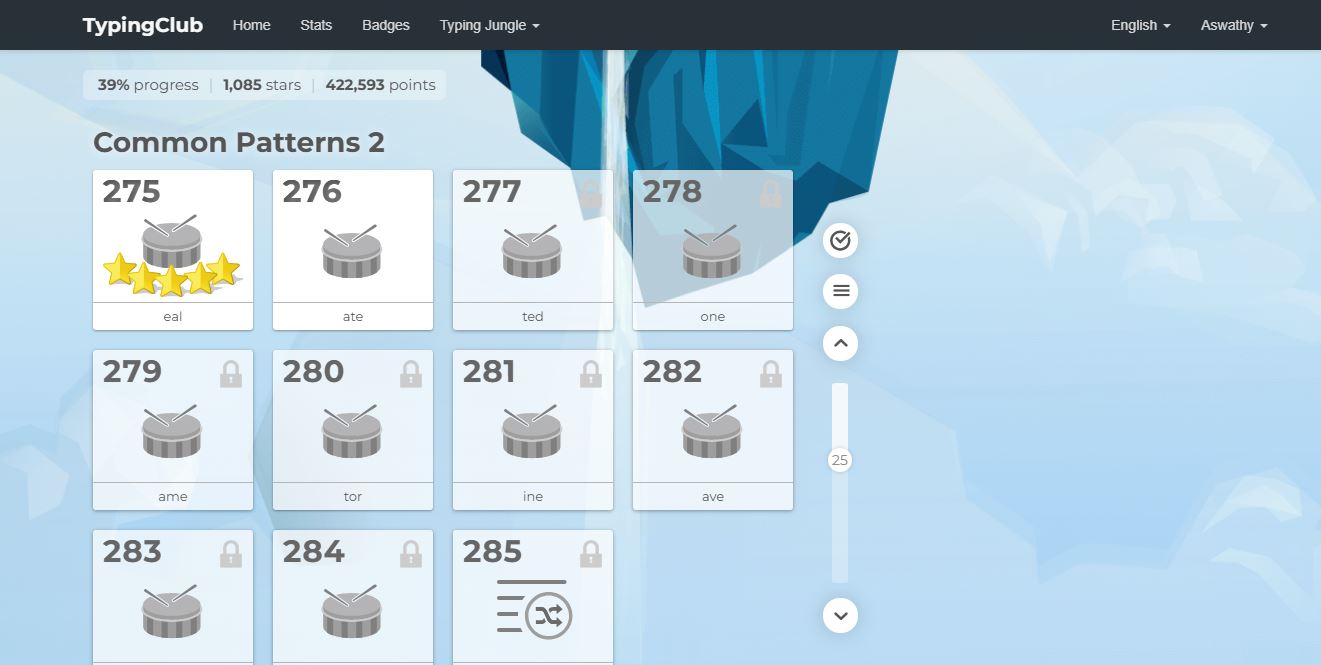 TypingClub Home Stats Badges Typing Jungle English Aswathy
39% progress | 1,085 stars | 422,593 points
Common Patterns 2
275 276 277 278
eal ate ted one
279 280 281 282
25
ame tor ine ave
283 284 285